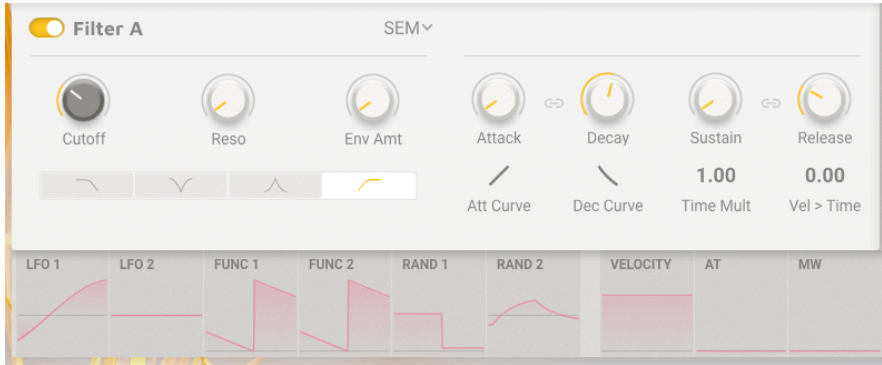 Filter A
SEM
Cutoff Reso Env Amt
Attack Decay Sustain Release
1.00 0.00
Att Curve Dec Curve Time Mult Vel > Time
LFO 1 LFO 2 FUNC 1 FUNC 2 RAND 1 RAND 2 VELOCITY AT MW